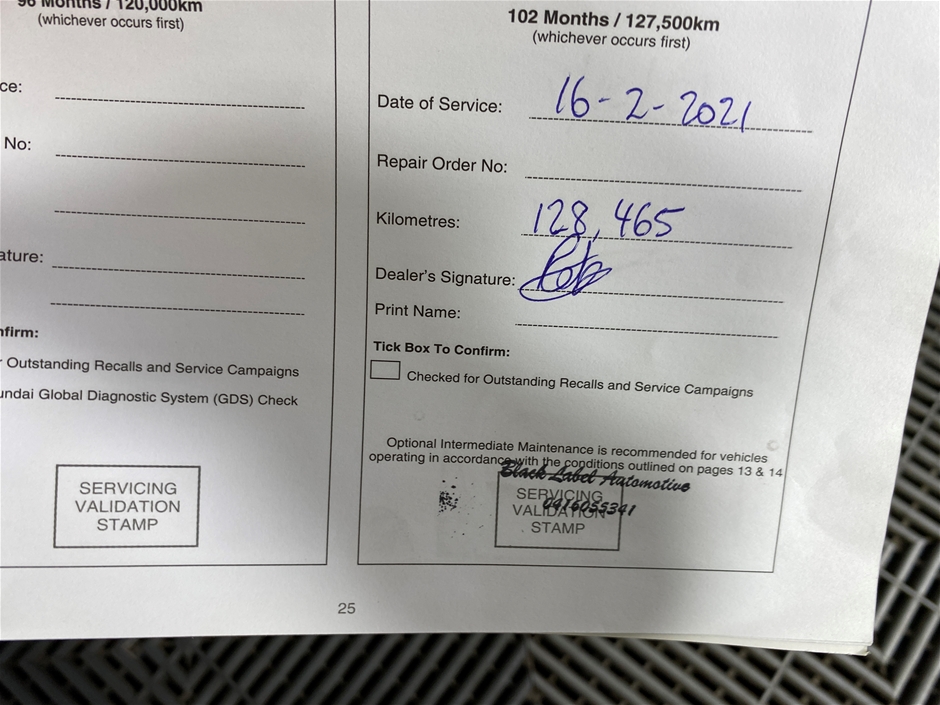 96 Months / 120,000km
(whichever occurs first)
ce:
No:
ature:
nfirm:
r Outstanding Recalls and Service Campaigns
undai Global Diagnostic System (GDS) Check
SERVICING
VALIDATION
STAMP
102 Months / 127,500km
(whichever occurs first)
Date of Service: 16-2-2021
Repair Order No:
Kilometres: 128,465
Dealer's Signature:
Print Name:
Tick Box To Confirm:
Checked for Outstanding Recalls and Service Campaigns
Optional Intermediate Maintenance is recommended for vehicles
operating in accordance with the conditions outlined on pages 13 & 14
Black Label Automotive
SERVICING
0416055341
VALIDATION
STAMP
25